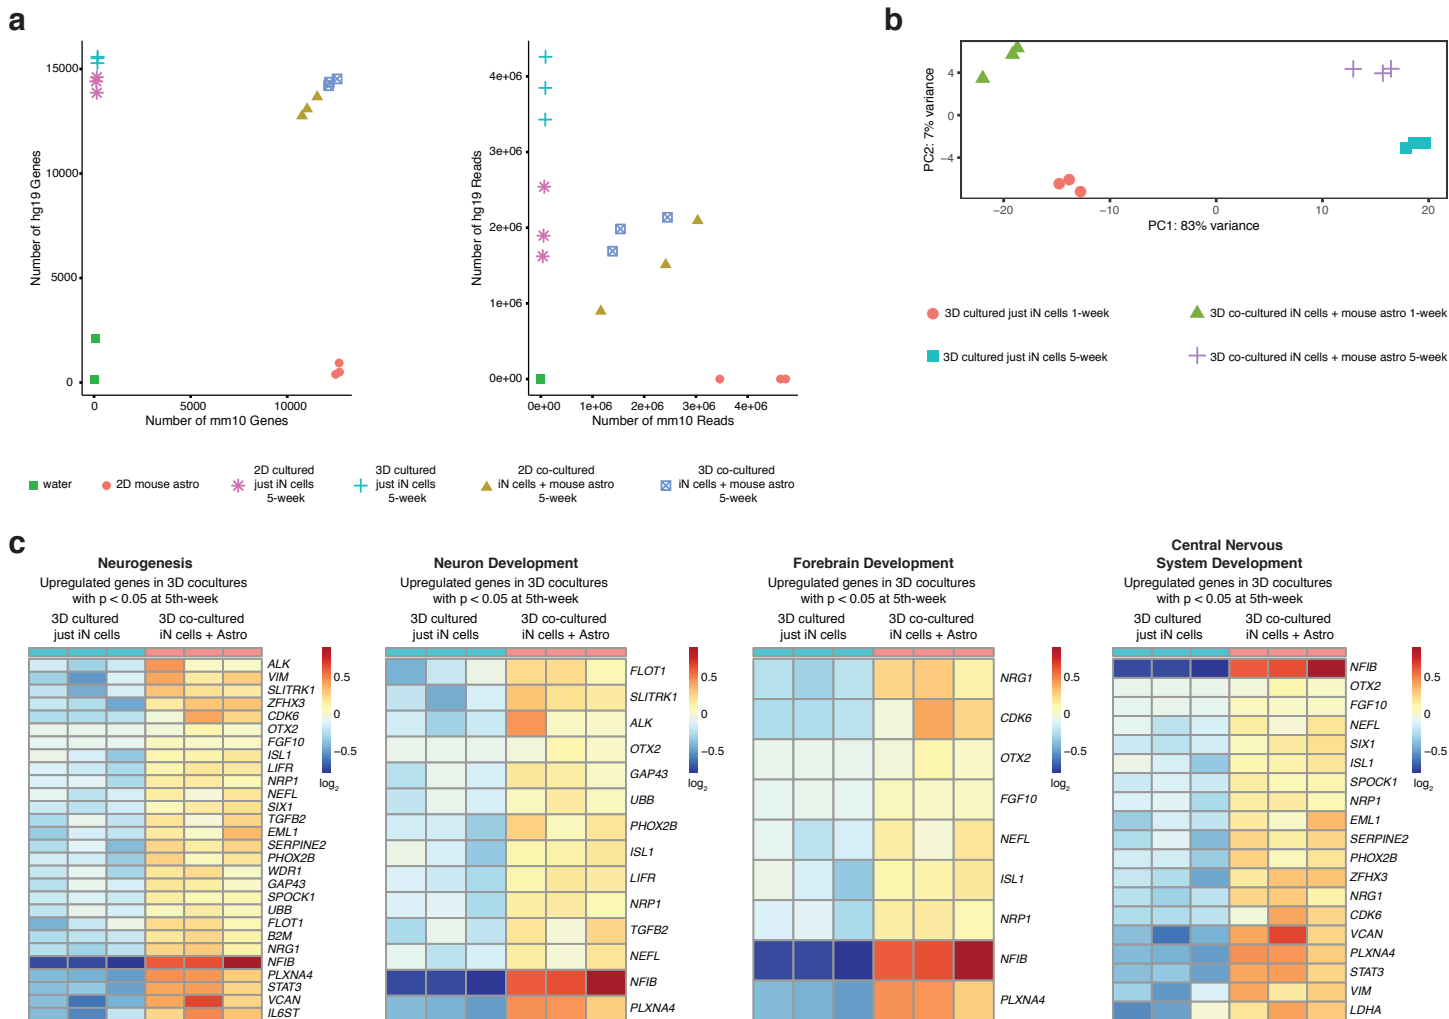 a
15000
10000
5000
0
Number of hg19 Genes
0
5000
10000
Number of mm10 Genes
4e+06
3e+06
2e+06
1e+06
0e+00
Number of hg19 Reads
0e+00
1e+06
2e+06
3e+06
4e+06
Number of mm10 Reads
water
2D mouse astro
2D cultured
just iN cells
5-week
3D cultured
just iN cells
5-week
2D co-cultured
iN cells + mouse astro
5-week
3D co-cultured
iN cells + mouse astro
5-week
b
4
0
−4
PC2: 7% variance
−20
−10
0
10
20
PC1: 83% variance
3D cultured just iN cells 1-week
3D co-cultured iN cells + mouse astro 1-week
3D cultured just iN cells 5-week
3D co-cultured iN cells + mouse astro 5-week
c
Neurogenesis
Upregulated genes in 3D cocultures
with p < 0.05 at 5th-week
3D cultured
just iN cells
3D co-cultured
iN cells + Astro
ALK
VIM
SLITRK1
ZFHX3
CDK6
OTX2
FGF10
ISL1
LIFR
NRP1
NEFL
SIX1
TGFB2
EML1
SERPINE2
PHOX2B
WDR1
GAP43
SPOCK1
UBB
FLOT1
B2M
NRG1
NFIB
PLXNA4
STAT3
VCAN
IL6ST
0.5
0
−0.5
log2
Neuron Development
Upregulated genes in 3D cocultures
with p < 0.05 at 5th-week
3D cultured
just iN cells
3D co-cultured
iN cells + Astro
FLOT1
SLITRK1
ALK
OTX2
GAP43
UBB
PHOX2B
ISL1
LIFR
NRP1
TGFB2
NEFL
NFIB
PLXNA4
0.5
0
−0.5
log2
Forebrain Development
Upregulated genes in 3D cocultures
with p < 0.05 at 5th-week
3D cultured
just iN cells
3D co-cultured
iN cells + Astro
NRG1
CDK6
OTX2
FGF10
NEFL
ISL1
NRP1
NFIB
PLXNA4
0.5
0
−0.5
log2
Central Nervous
System Development
Upregulated genes in 3D cocultures
with p < 0.05 at 5th-week
3D cultured
just iN cells
3D co-cultured
iN cells + Astro
NFIB
OTX2
FGF10
NEFL
SIX1
ISL1
SPOCK1
NRP1
EML1
SERPINE2
PHOX2B
ZFHX3
NRG1
CDK6
VCAN
PLXNA4
STAT3
VIM
LDHA
0.5
0
−0.5
log2